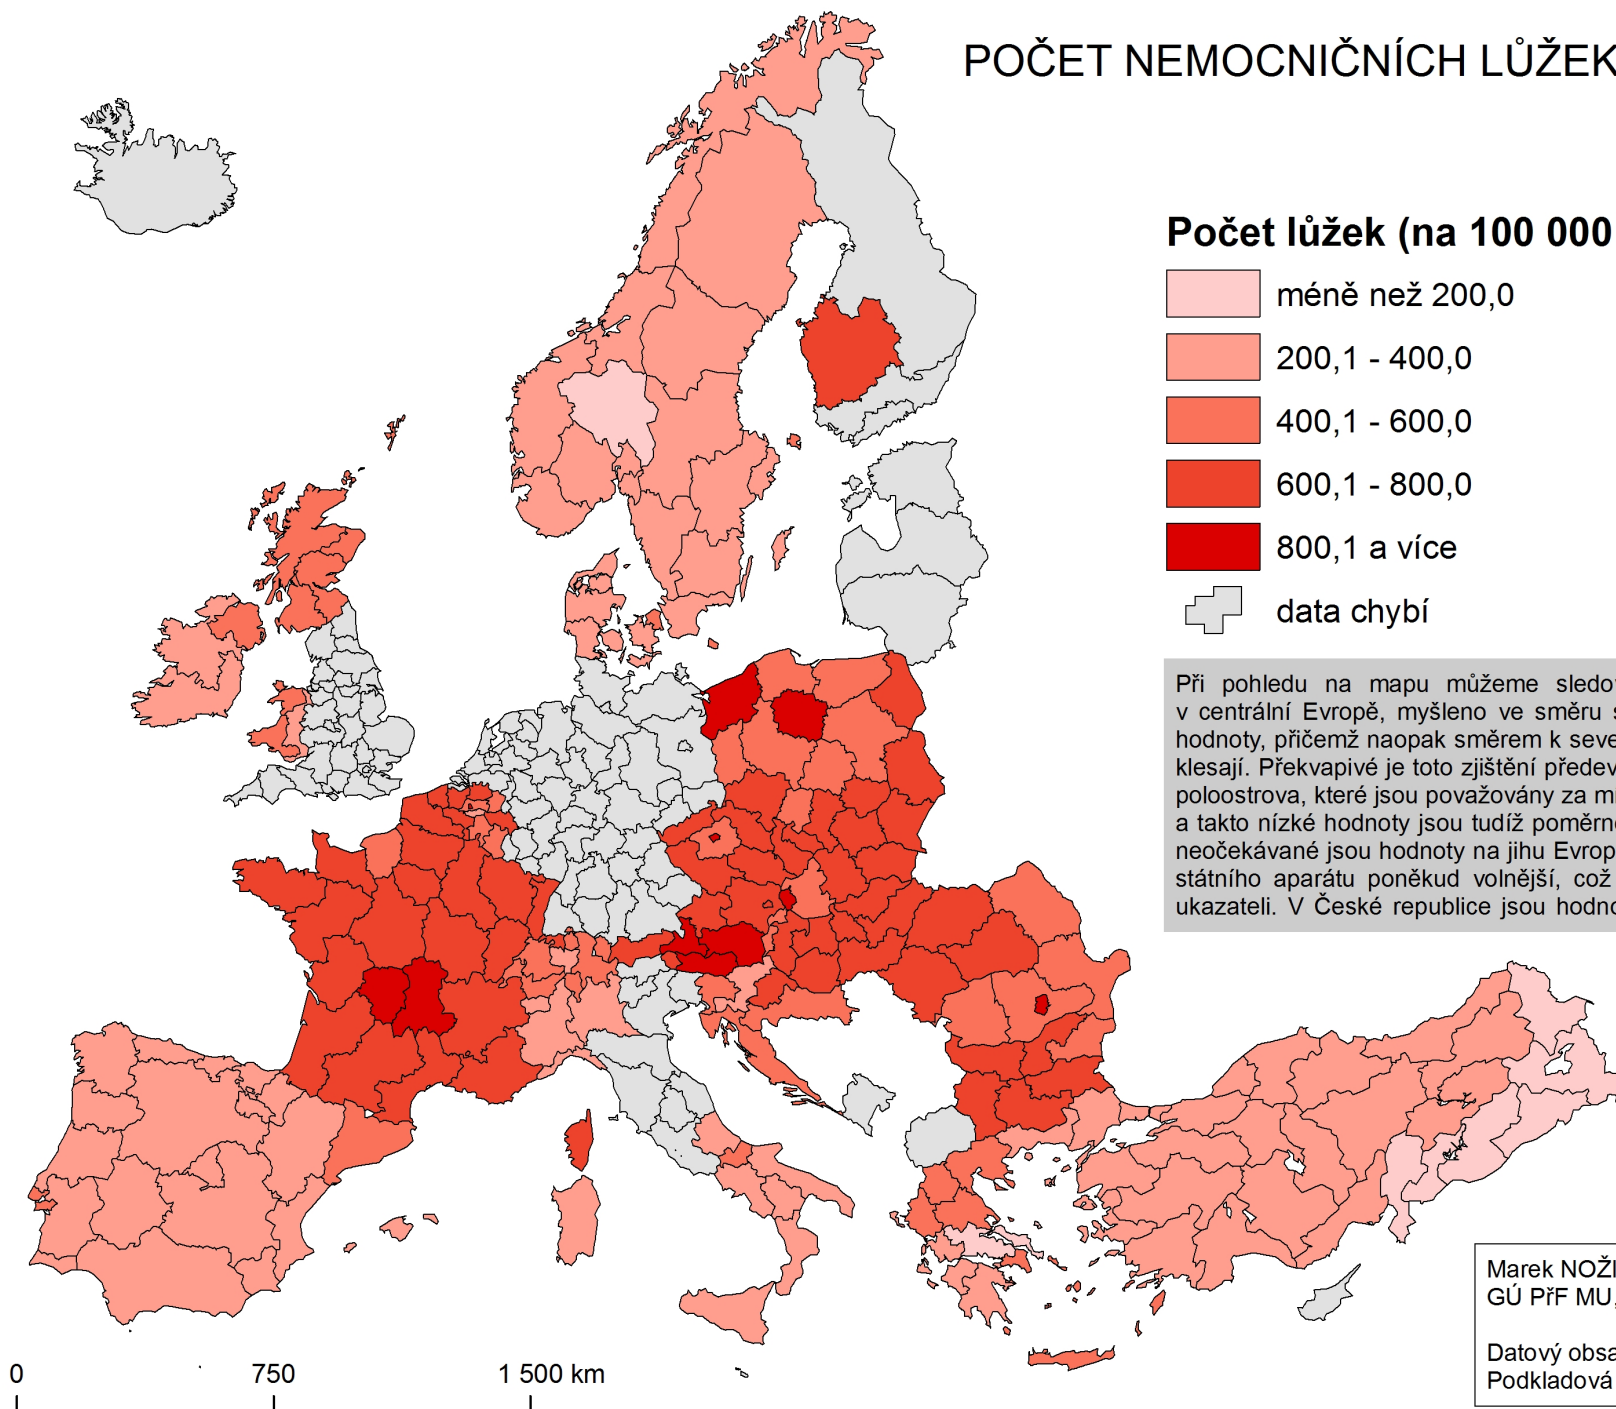 POČET NEMOCNIČNÍCH LŮŽEK
Počet lůžek (na 100 000
méně než 200,0
200,1 - 400,0
400,1 - 600,0
600,1 - 800,0
800,1 a více
data chybí
Při pohledu na mapu můžeme sledov
v centrální Evropě, myšleno ve směru s
hodnoty, přičemž naopak směrem k seve
klesají. Překvapivé je toto zjištění předev
poloostrova, které jsou považovány za m
a takto nízké hodnoty jsou tudíž poměrně
neočekávané jsou hodnoty na jihu Evrop
státního aparátu poněkud volnější, což
ukazateli. V České republice jsou hodno
Marek NOŽI
GÚ PřF MU,
Datový obsa
Podkladová
0 750 1 500 km